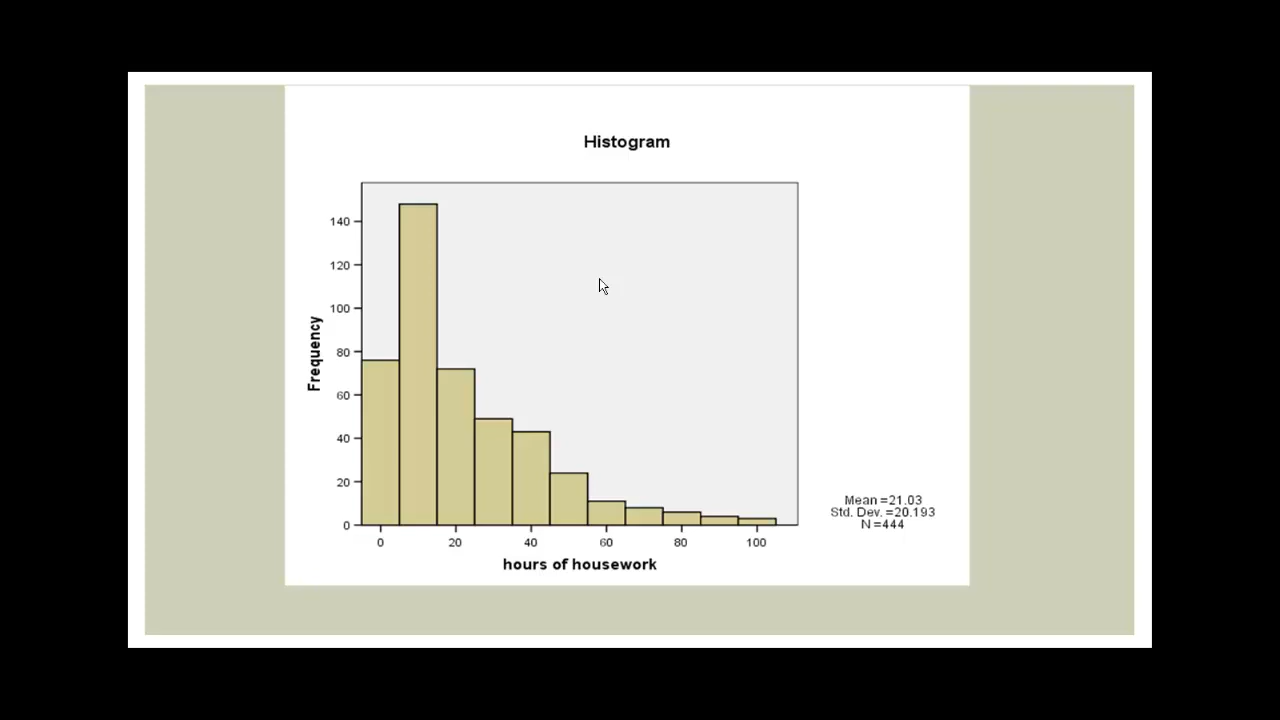 Histogram
140
120
100
80
60
40
20
0
Frequency
0 20 40 60 80 100
hours of housework
Mean =21.03
Std. Dev. =20.193
N =444